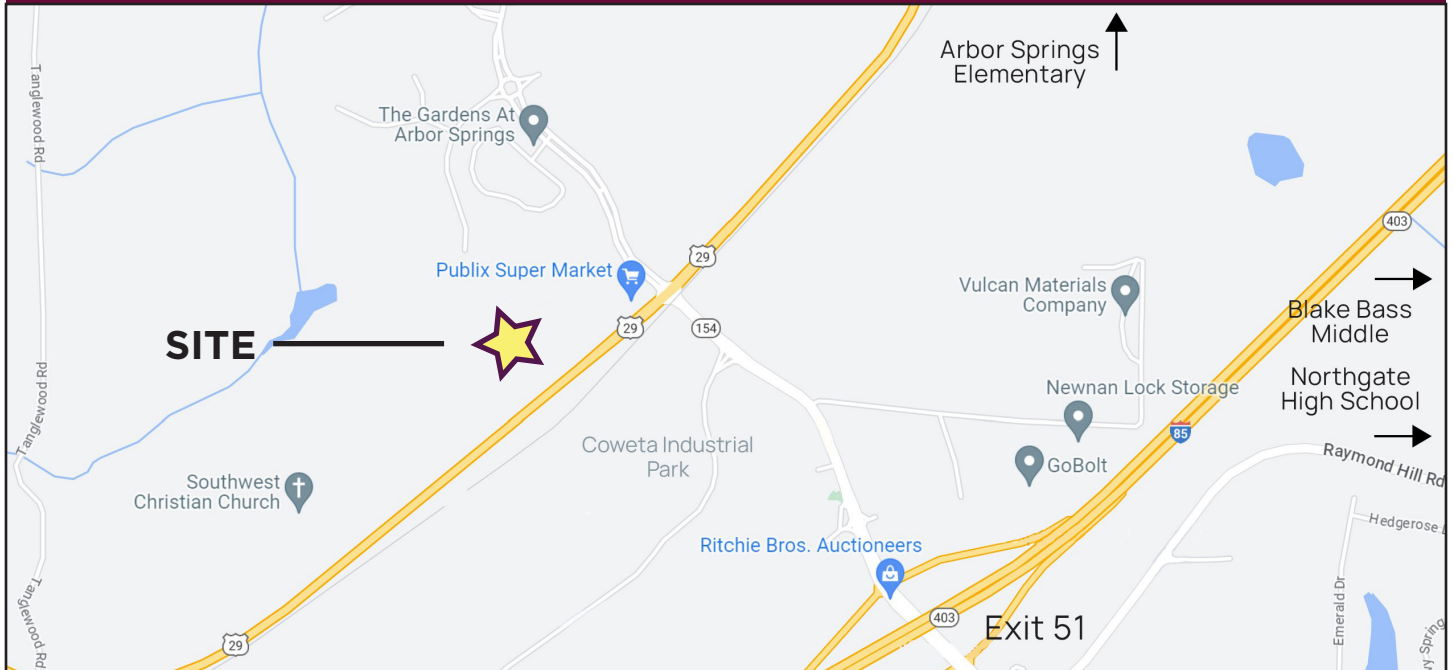 Arbor Springs
Elementary
Tanglewood Rd
The Gardens At
Arbor Springs
403
29
Publix Super Market
Vulcan Materials
Company
Blake Bass
Middle
29
154
SITE
Tanglewood Rd
Northgate
High School
Newnan Lock Storage
85
Coweta Industrial
Park
GoBolt
Raymond Hill Rd
Southwest
Christian Church
Hedgerose
Ritchie Bros. Auctioneers
Tanglewood Rd
Emerald Dr
403
Exit 51
29
Spring